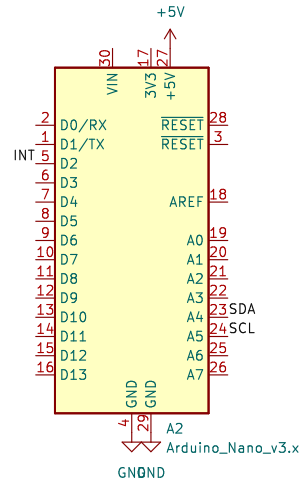 +5V
30 VIN
17 3V3
27 +5V
2 D0/RX
RESET 28
1 D1/TX
RESET 3
INT
5 D2
6 D3
7 D4
AREF 18
8 D5
9 D6
A0 19
10 D7
A1 20
11 D8
A2 21
12 D9
A3 22
13 D10
A4 23 SDA
14 D11
A5 24 SCL
15 D12
A6 25
16 D13
A7 26
GND 4
GND 29
A2
Arduino_Nano_v3.x
GND
GND